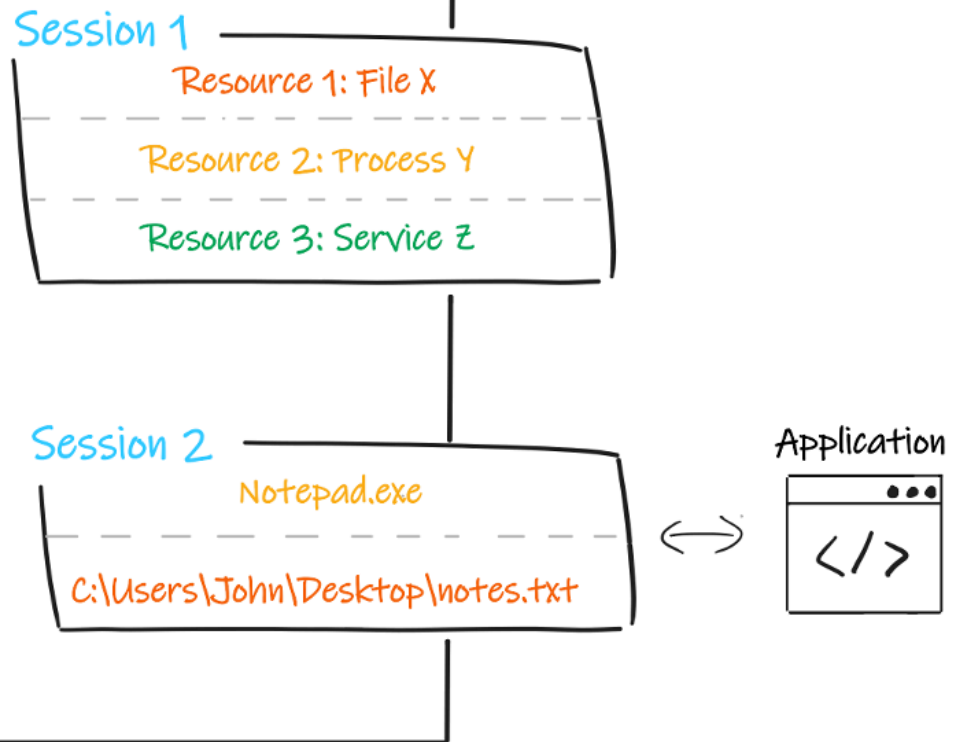 Session 1
Resource 1: File X
Resource 2: Process Y
Resource 3: Service Z
Session 2
Notepad.exe
C:\Users\John\Desktop\notes.txt
Application
</>